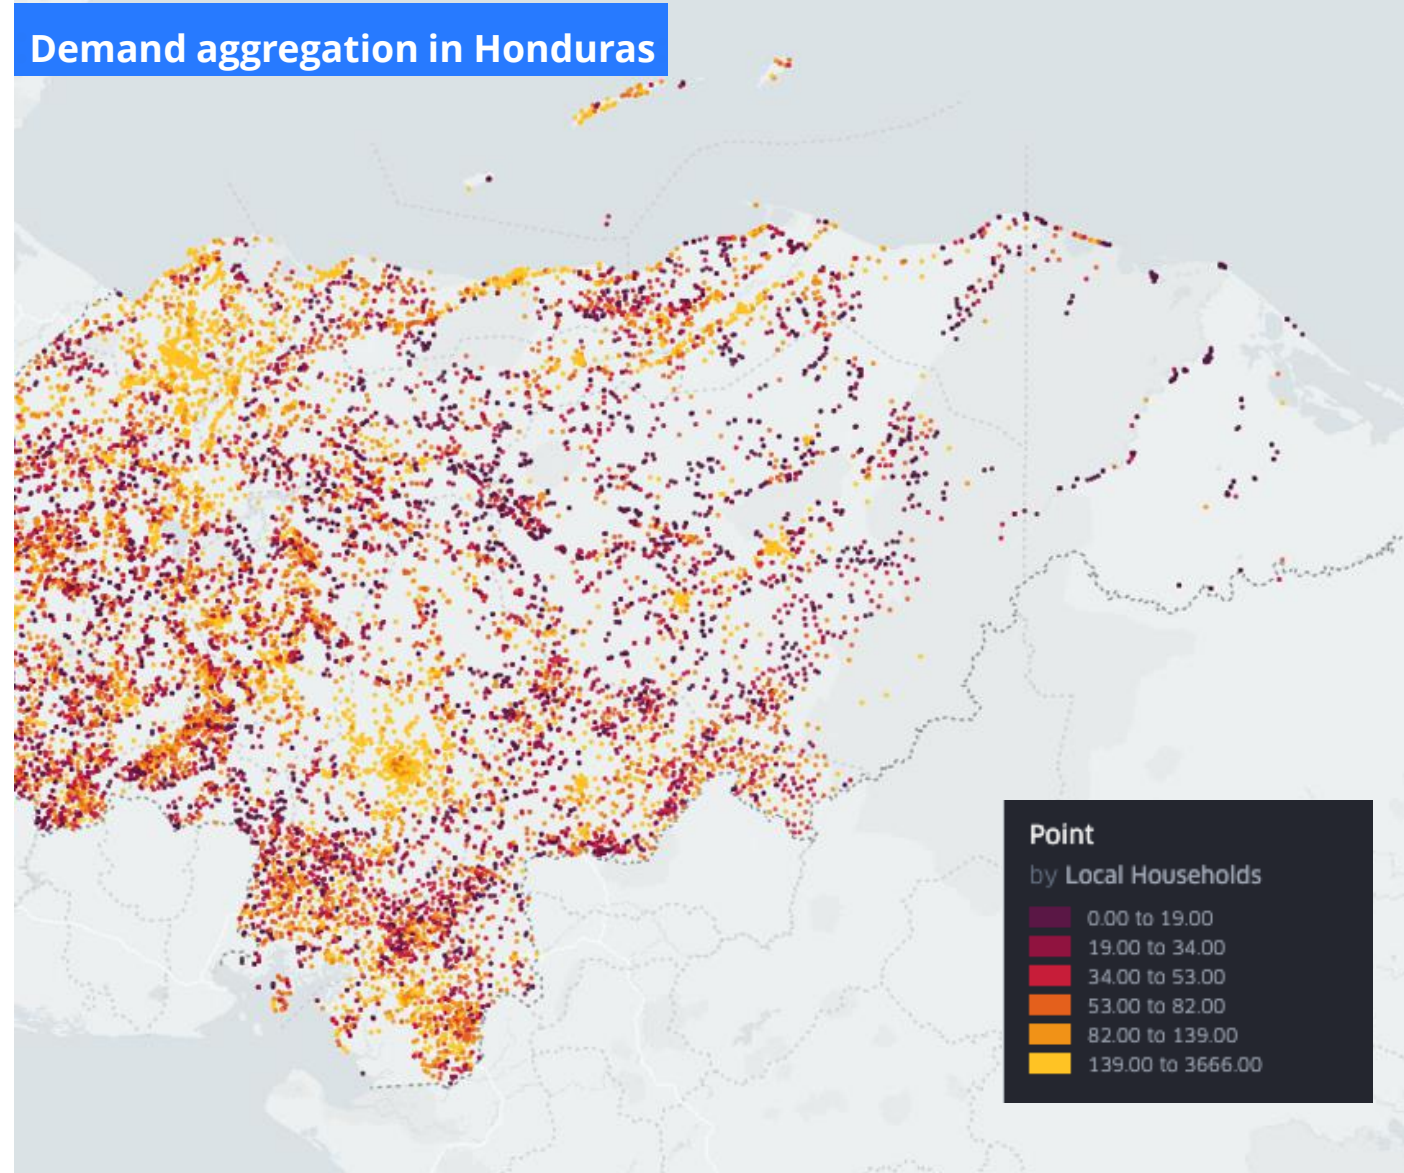 Demand aggregation in Honduras
Point
by Local Households
0.00 to 19.00
19.00 to 34.00
34.00 to 53.00
53.00 to 82.00
82.00 to 139.00
139.00 to 3666.00